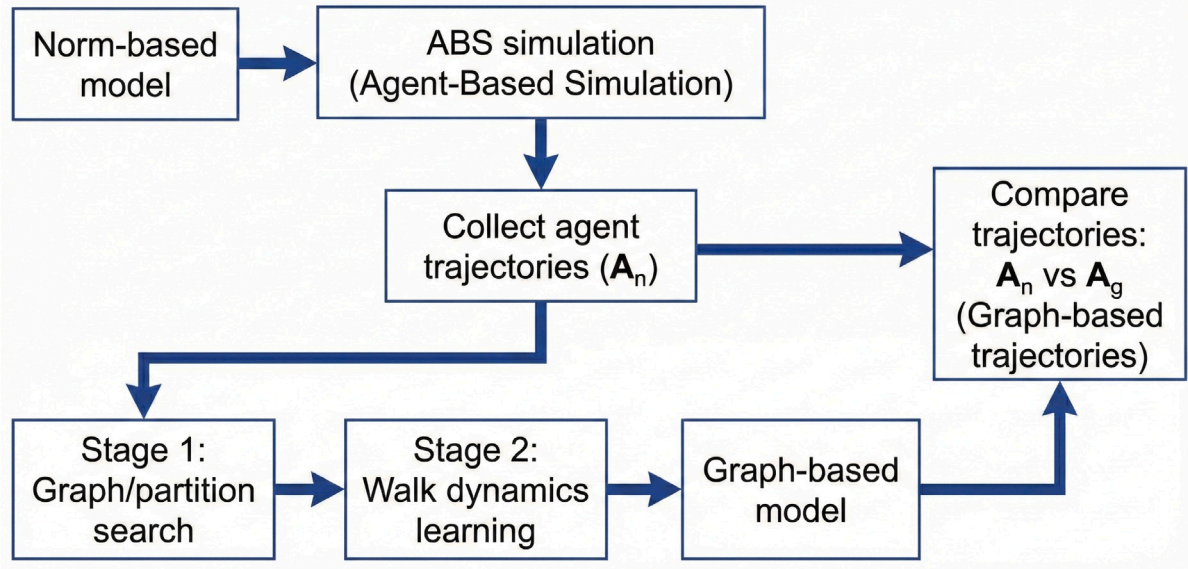 Norm-based
model
ABS simulation
(Agent-Based Simulation)
Collect agent
trajectories (Aₙ)
Compare
trajectories:
Aₙ vs A_g
(Graph-based
trajectories)
Stage 1:
Graph/partition
search
Stage 2:
Walk dynamics
learning
Graph-based
model